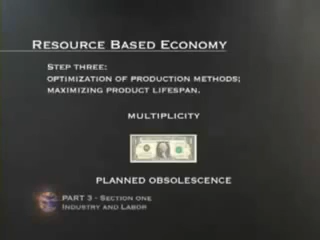 RESOURCE BASED ECONOMY
STEP THREE:
OPTIMIZATION OF PRODUCTION METHODS;
MAXIMIZING PRODUCT LIFESPAN.
MULTIPLICITY
PLANNED OBSOLESCENCE
PART 3 - SECTION ONE
INDUSTRY AND LABOR